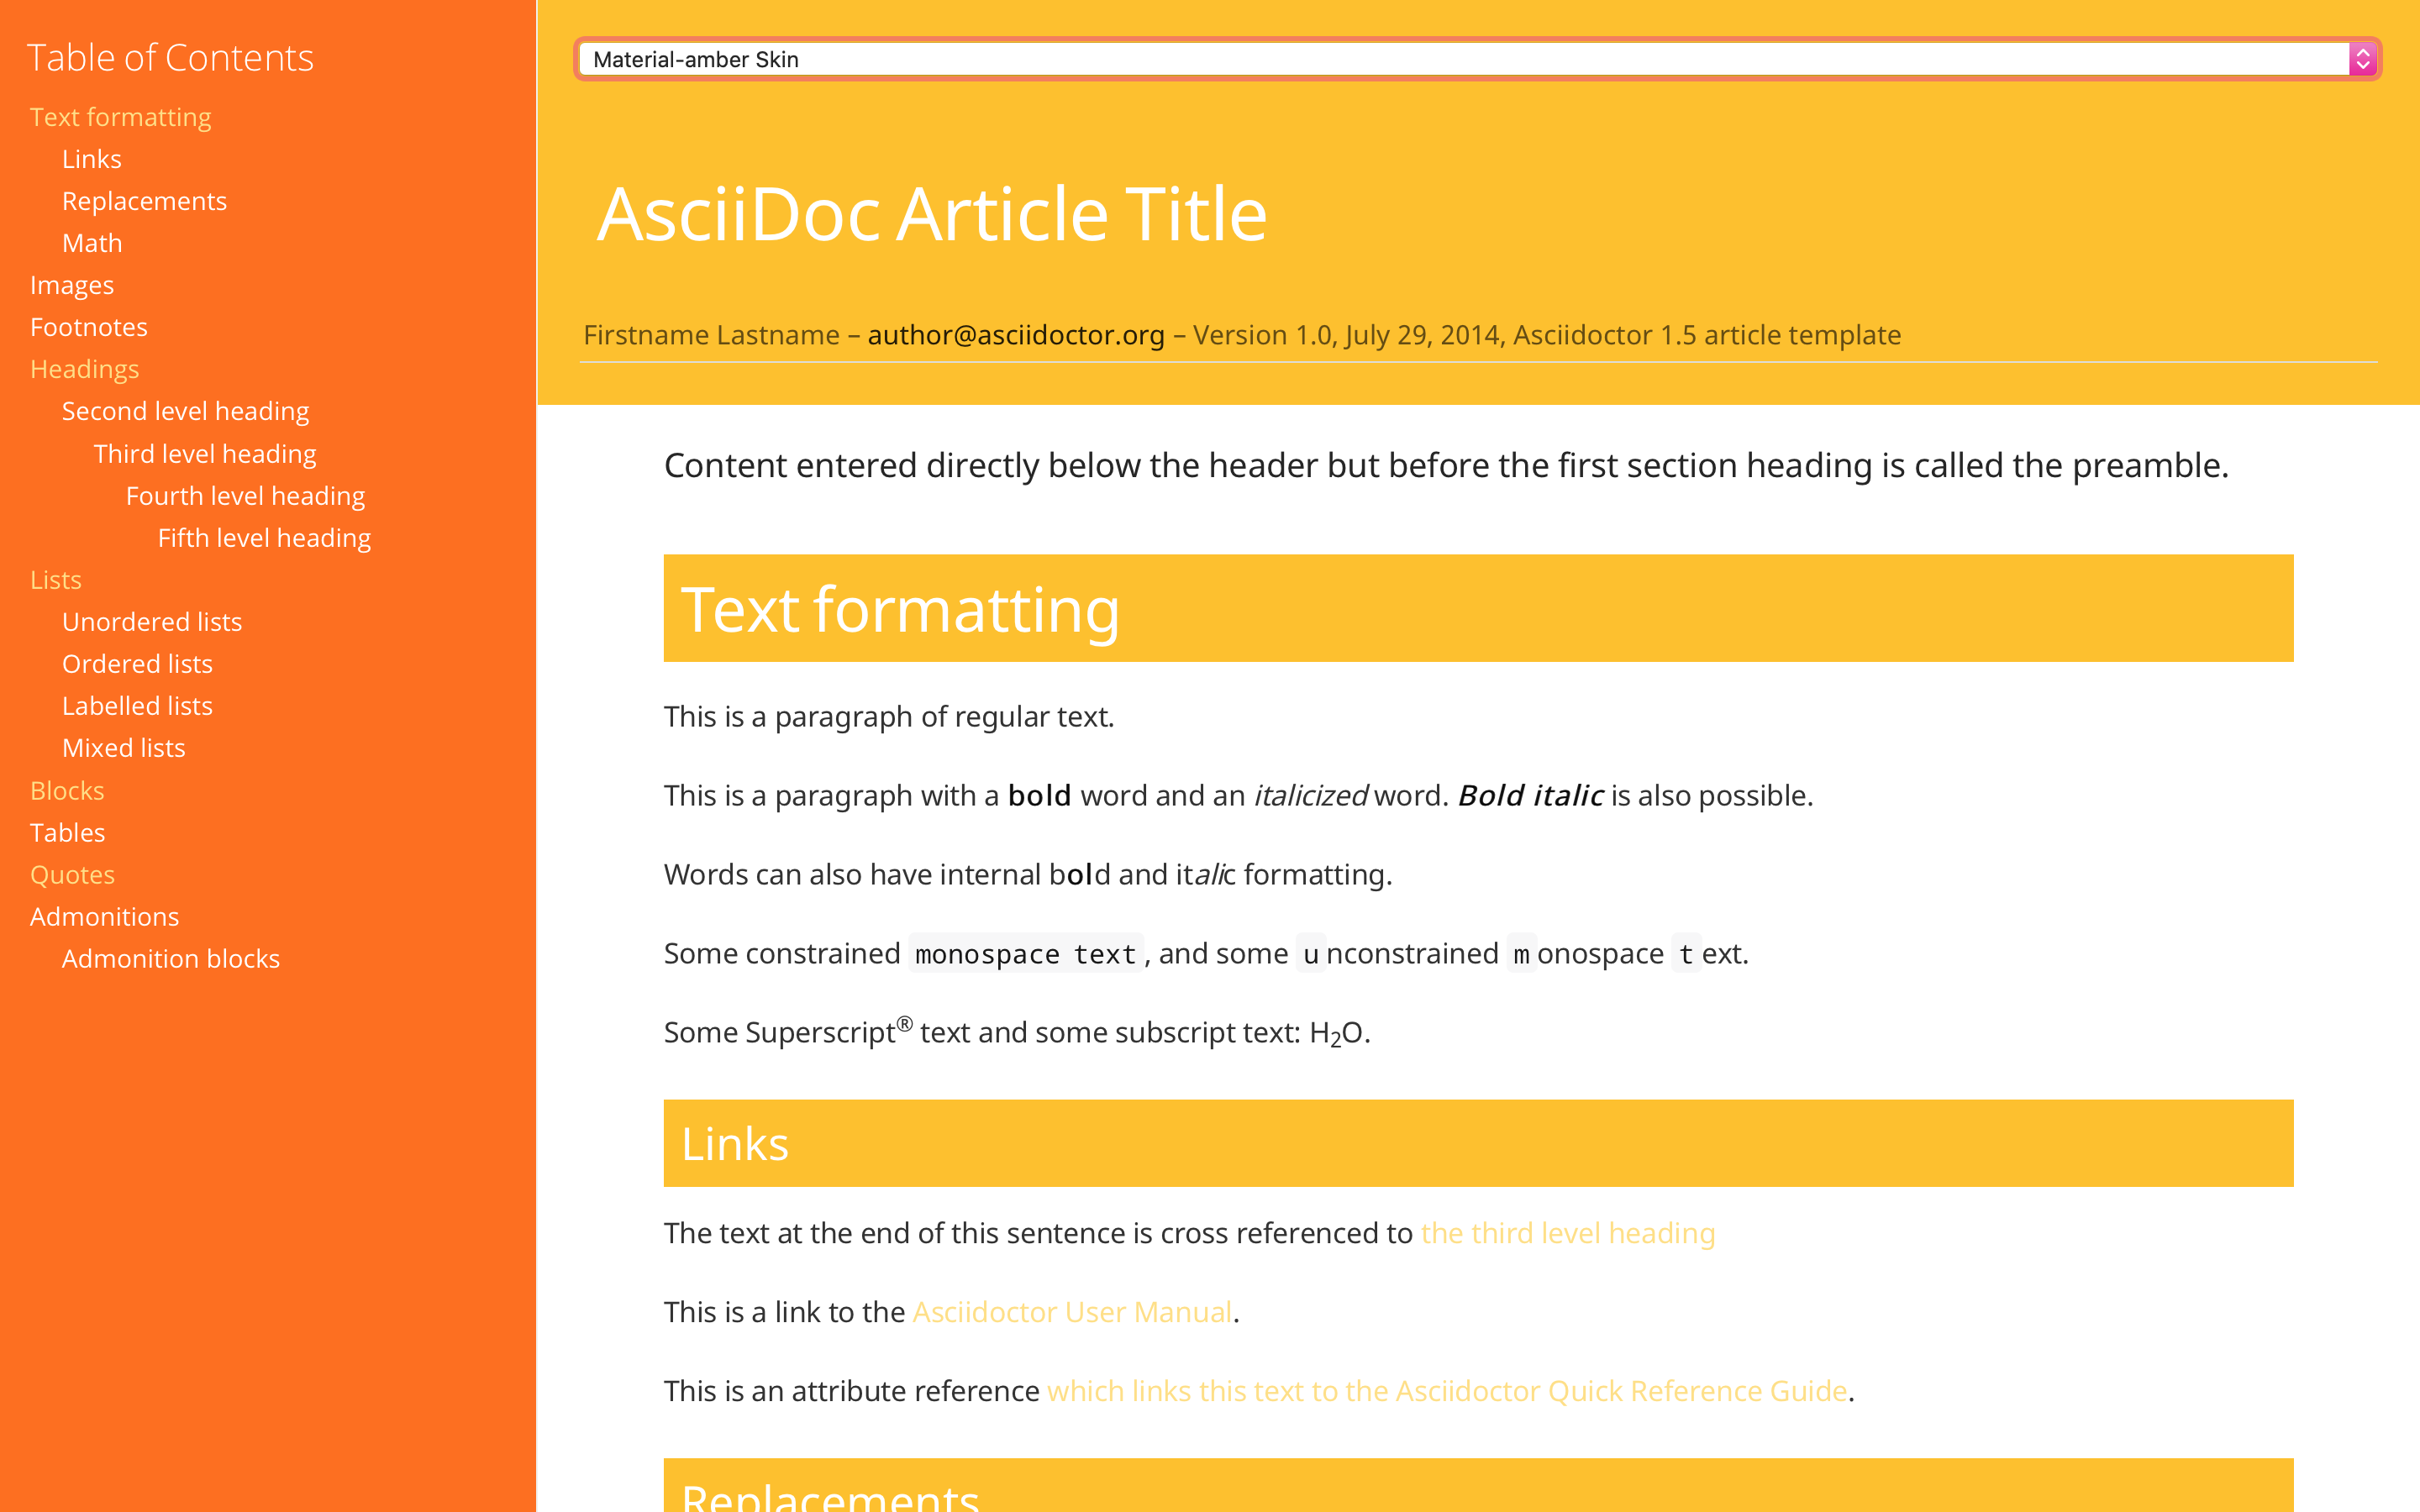 Table of Contents
Text formatting
Links
Replacements
Math
Images
Footnotes
Headings
Second level heading
Third level heading
Fourth level heading
Fifth level heading
Lists
Unordered lists
Ordered lists
Labelled lists
Mixed lists
Blocks
Tables
Quotes
Admonitions
Admonition blocks
Material-amber Skin
AsciiDoc Article Title
Firstname Lastname – author@asciidoctor.org – Version 1.0, July 29, 2014, Asciidoctor 1.5 article template
Content entered directly below the header but before the first section heading is called the preamble.
Text formatting
This is a paragraph of regular text.
This is a paragraph with a bold word and an italicized word. Bold italic is also possible.
Words can also have internal bold and italic formatting.
Some constrained monospace text, and some unconstrained monospace text.
Some Superscript® text and some subscript text: H₂O.
Links
The text at the end of this sentence is cross referenced to the third level heading
This is a link to the Asciidoctor User Manual.
This is an attribute reference which links this text to the Asciidoctor Quick Reference Guide.
Replacements